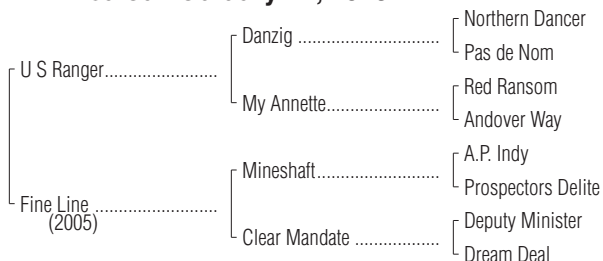 Northern Dancer
Danzig ........................................
Pas de Nom
U S Ranger................................
Red Ransom
My Annette................................
Andover Way
A.P. Indy
Mineshaft...................................
Prospectors Delite
Fine Line ..................................
(2005)
Deputy Minister
Clear Mandate ........................
Dream Deal